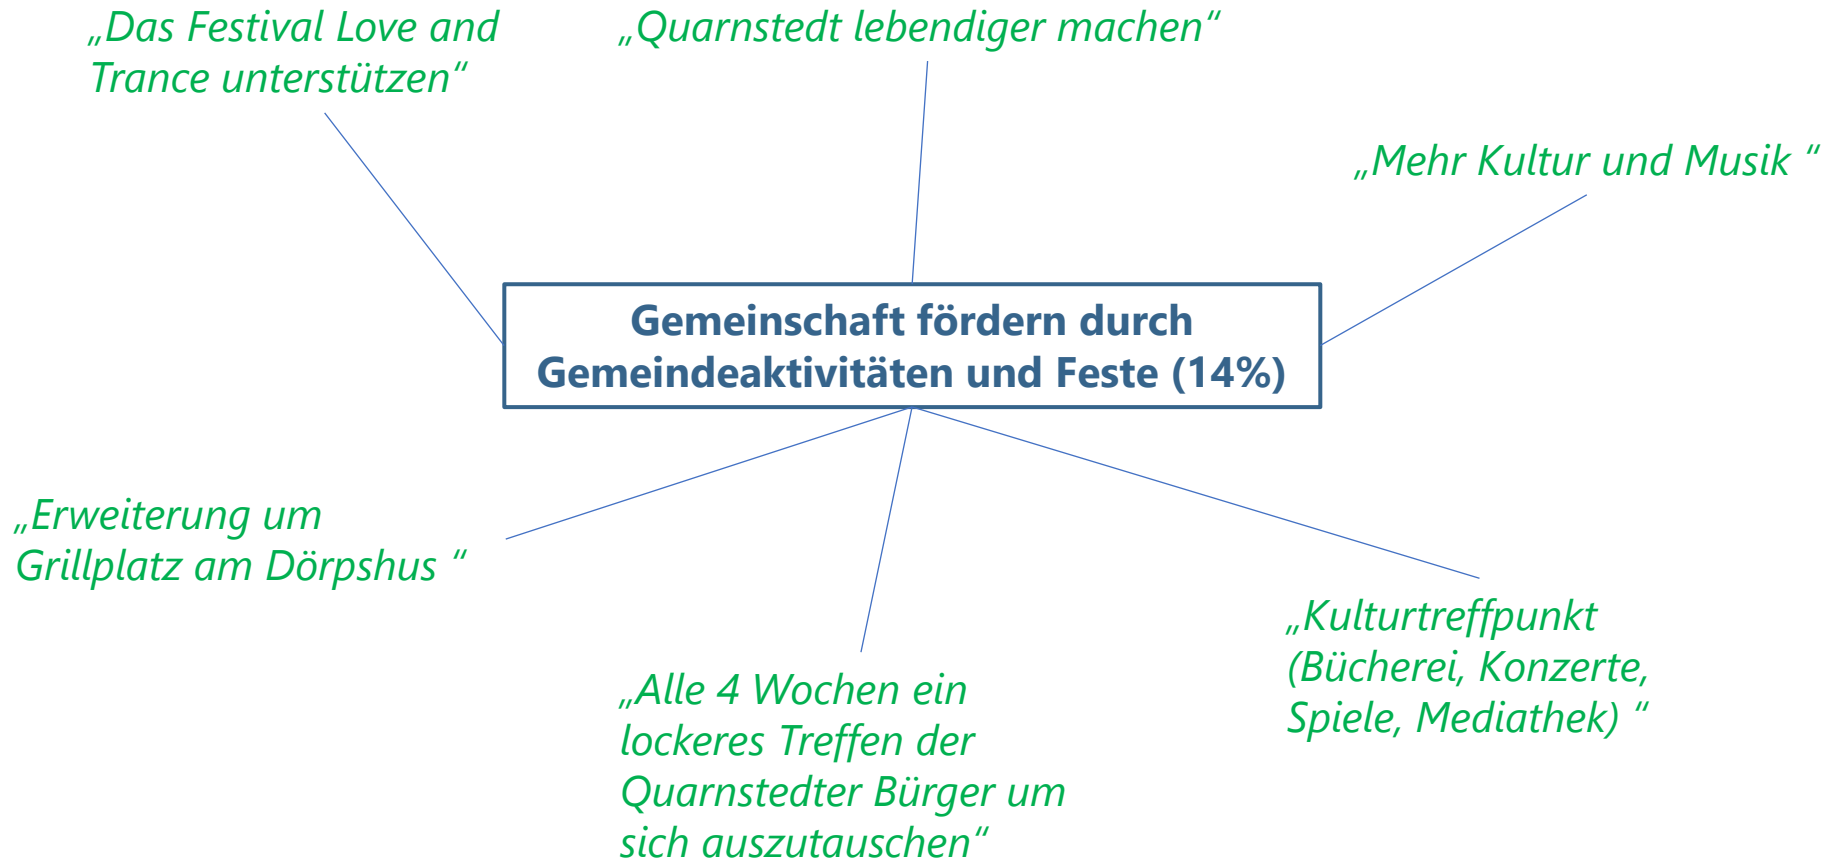 „Das Festival Love and
Trance unterstützen“
„Quarnstedt lebendiger machen“
„Mehr Kultur und Musik “
Gemeinschaft fördern durch
Gemeindeaktivitäten und Feste (14%)
„Erweiterung um
Grillplatz am Dörpshus “
„Alle 4 Wochen ein
lockeres Treffen der
Quarnstedter Bürger um
sich auszutauschen“
„Kulturtreffpunkt
(Bücherei, Konzerte,
Spiele, Mediathek) “